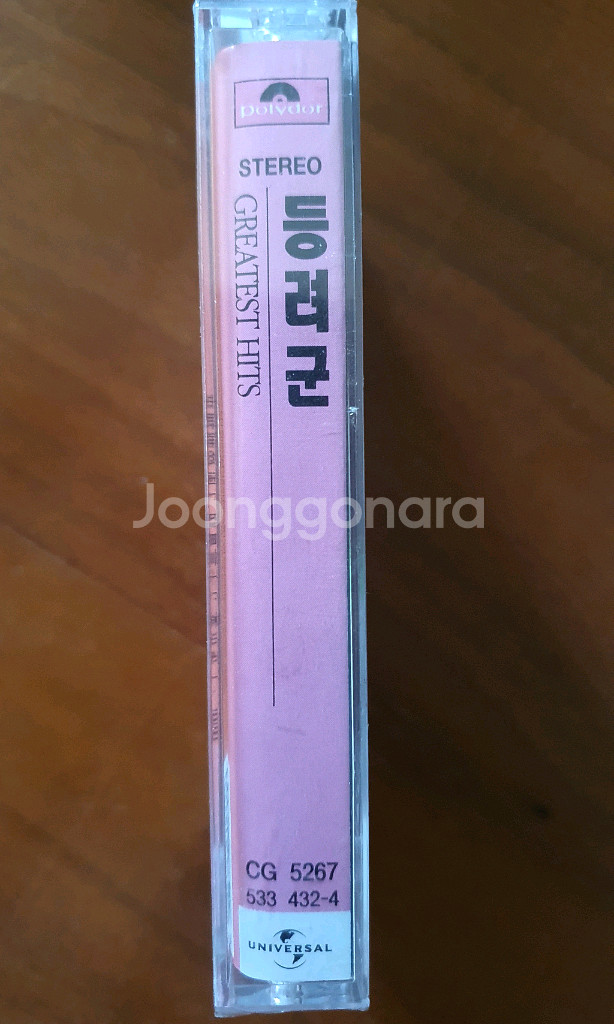 polydor
STEREO
등려군
GREATEST HITS
CG 5267
533 432-4
UNIVERSAL
Joonggonara